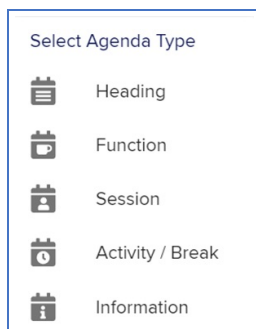 Select Agenda Type
Heading
Function
Session
Activity / Break
Information